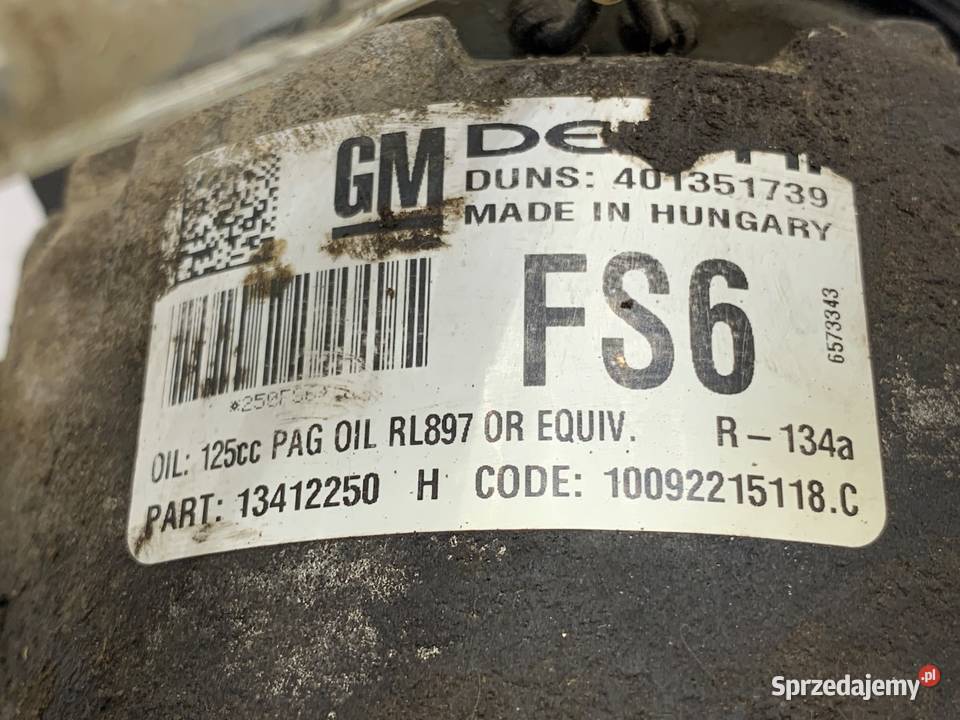 GM
DUNS: 401351739
MADE IN HUNGARY
FS6
6573343
OIL: 125cc PAG OIL RL897 OR EQUIV. R-134a
PART: 13412250 H CODE: 10092215118.C
Sprzedajemy.pl